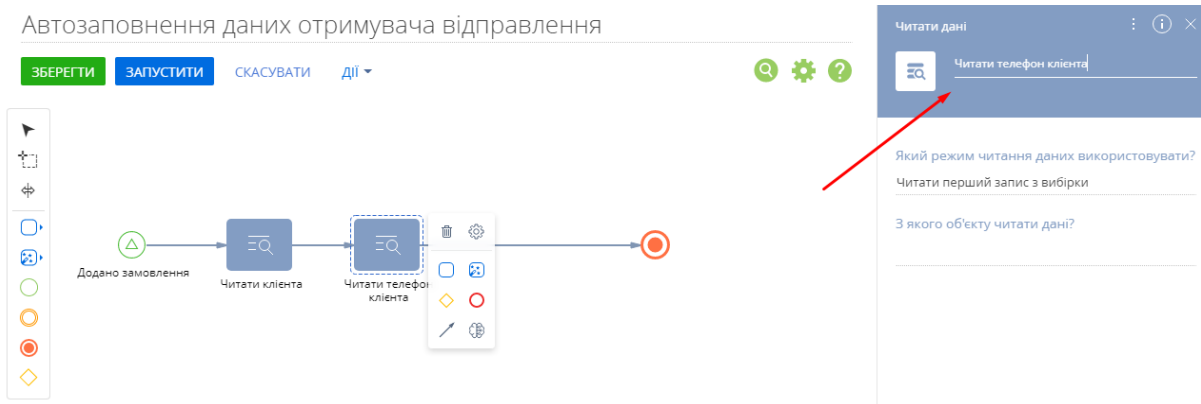 Автозаповнення даних отримувача відправлення
ЗБЕРЕГТИ ЗАПУСТИТИ СКАСУВАТИ ДІЇ
Читати дані
Читати телефон клієнта
Який режим читання даних використовувати?
Читати перший запис з вибірки
З якого об'єкту читати дані?
Додано замовлення
Читати клієнта
Читати телефо
клієнта